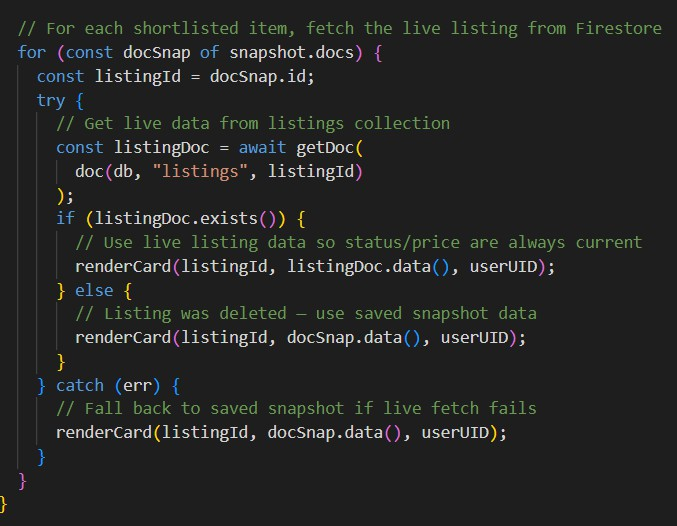 // For each shortlisted item, fetch the live listing from Firestore
for (const docSnap of snapshot.docs) {
const listingId = docSnap.id;
try {
// Get live data from listings collection
const listingDoc = await getDoc(
doc(db, "listings", listingId)
);
if (listingDoc.exists()) {
// Use live listing data so status/price are always current
renderCard(listingId, listingDoc.data(), userUID);
} else {
// Listing was deleted — use saved snapshot data
renderCard(listingId, docSnap.data(), userUID);
}
} catch (err) {
// Fall back to saved snapshot if live fetch fails
renderCard(listingId, docSnap.data(), userUID);
}
}
}